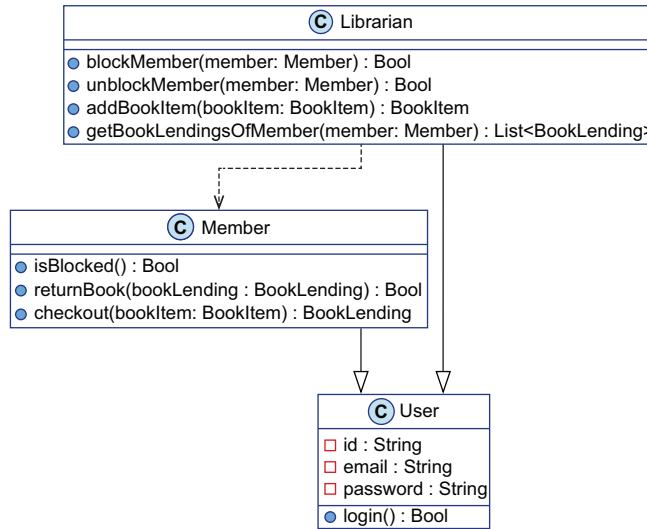 C Librarian
blockMember(member: Member) : Bool
unblockMember(member: Member) : Bool
addBookItem(bookItem: BookItem) : BookItem
getBookLendingsOfMember(member: Member) : List<BookLending>
C Member
isBlocked() : Bool
returnBook(bookLending : BookLending) : Bool
checkout(bookItem: BookItem) : BookLending
C User
id : String
email : String
password : String
login() : Bool